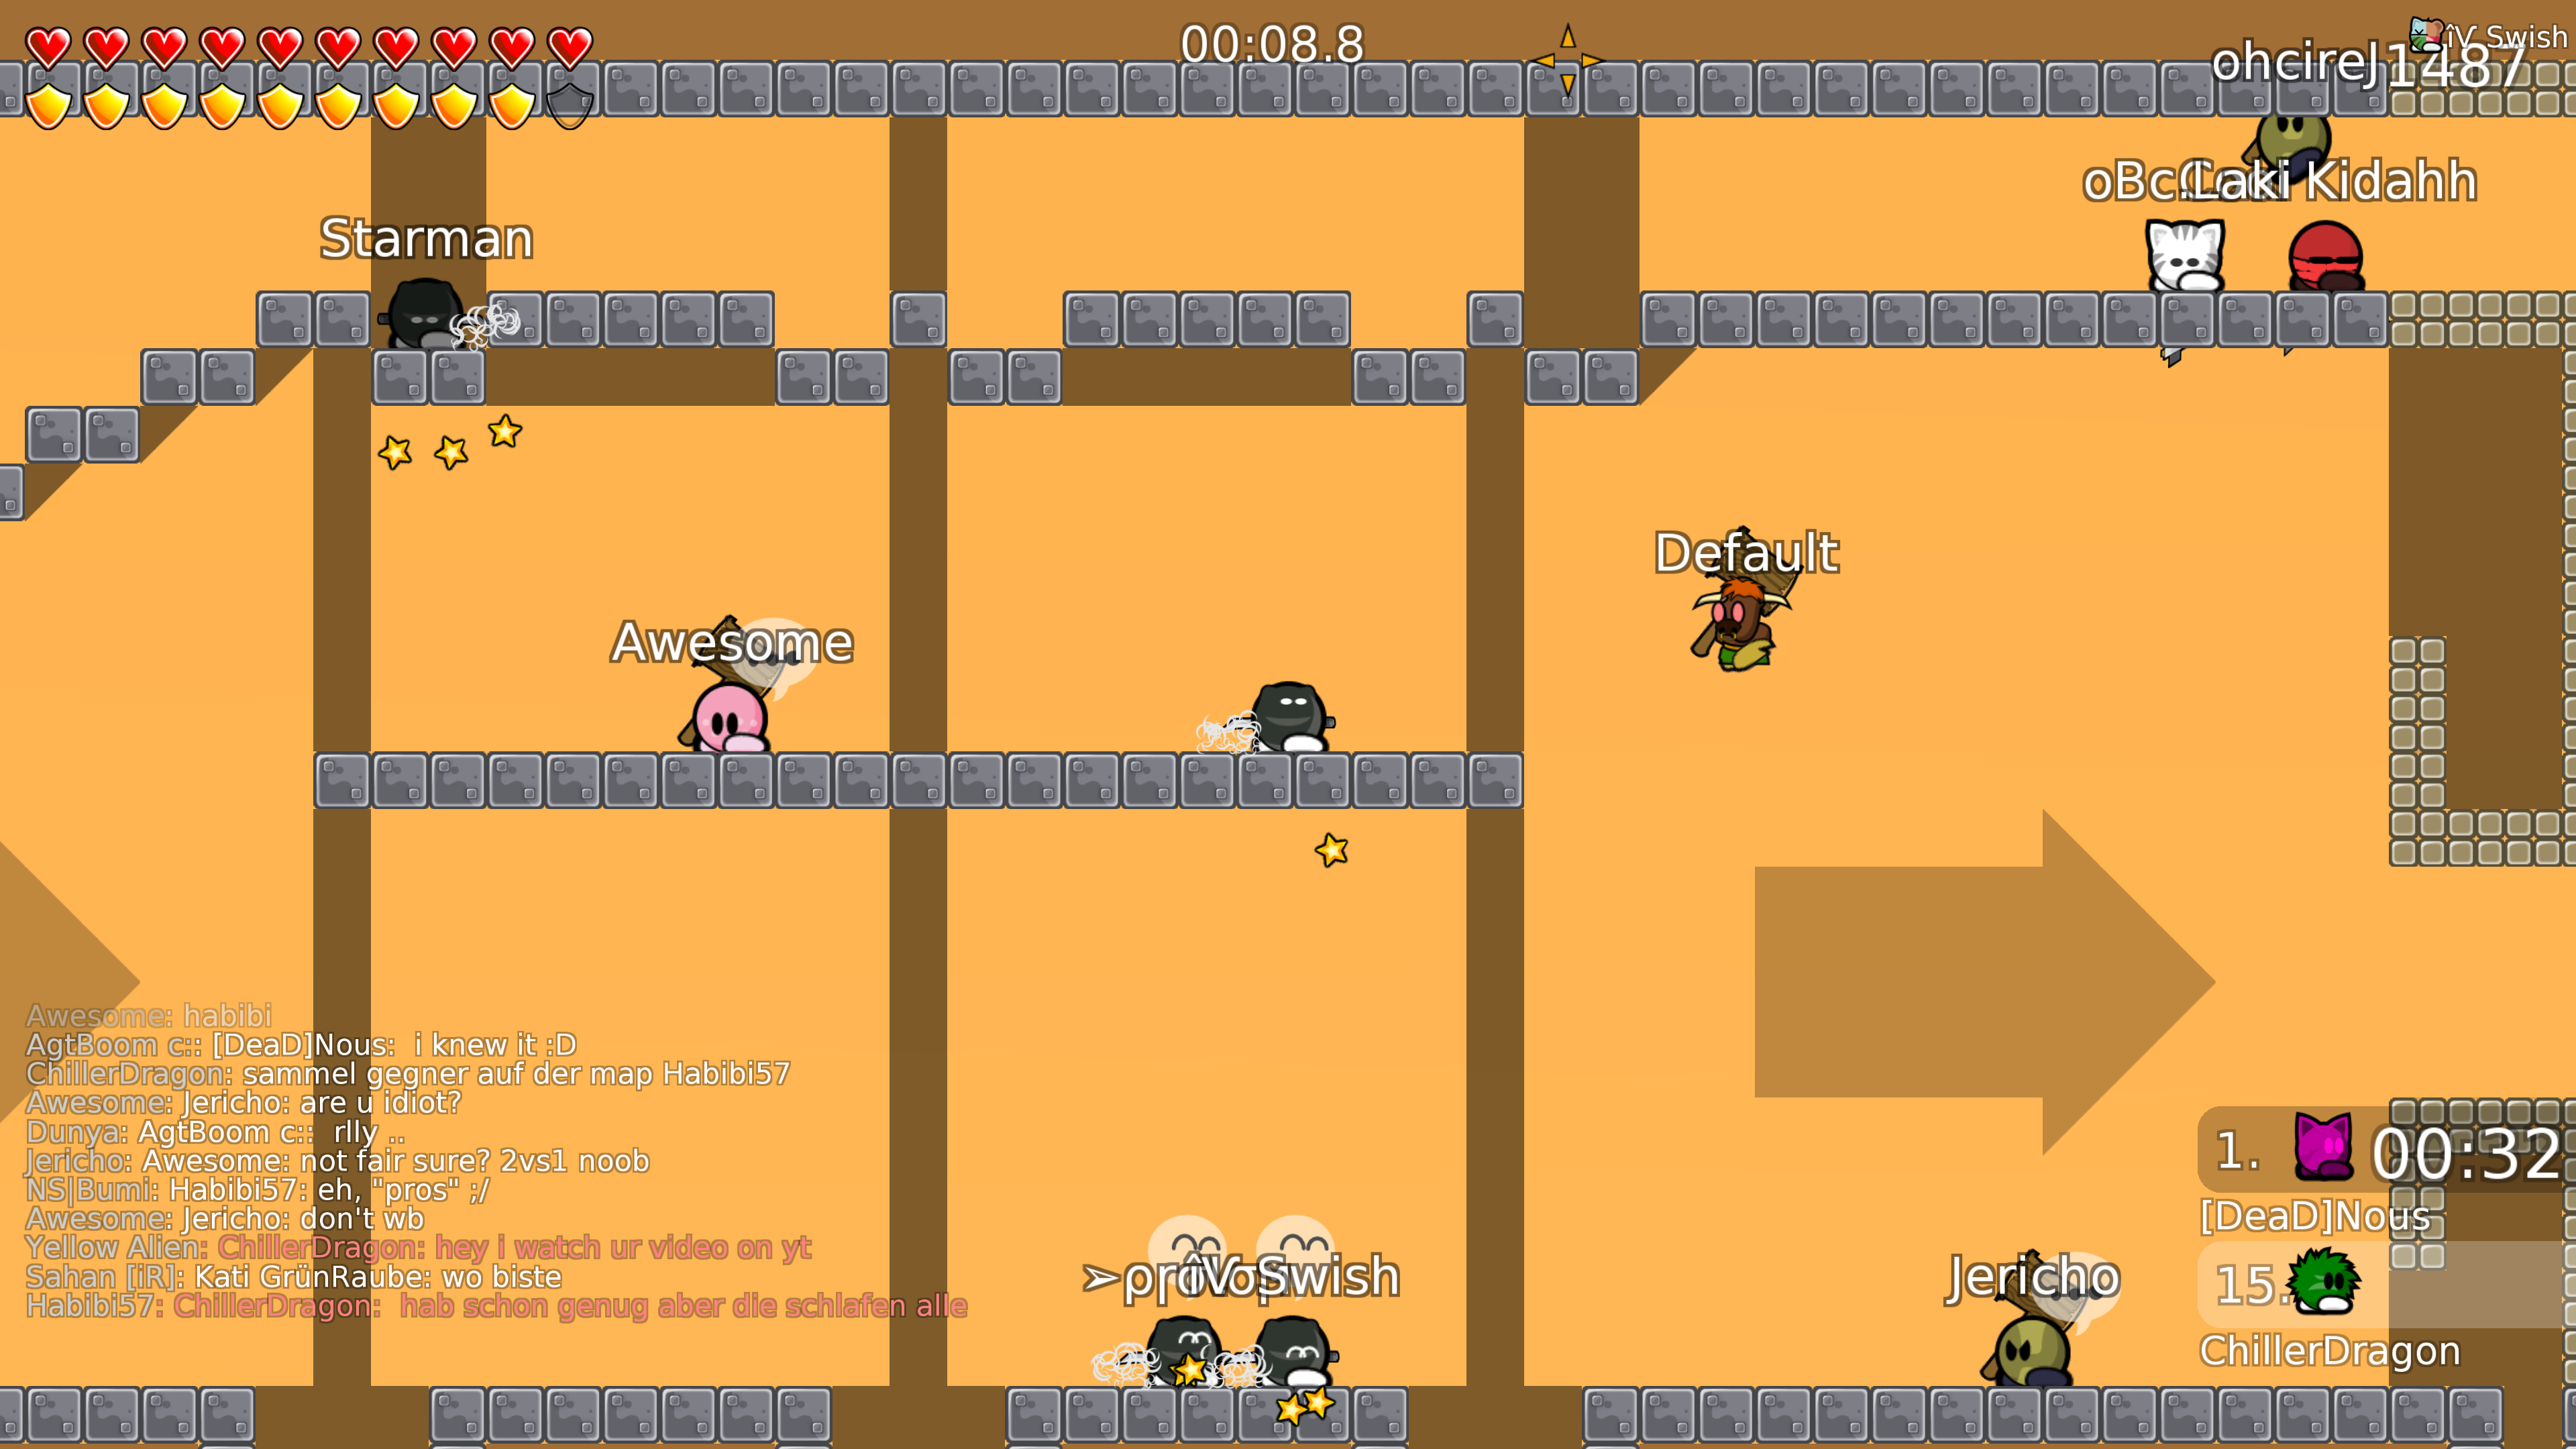 00:08.8
Swish
ohcireJ
1487
Laki Kidahh
Starman
Default
Awesome
Awesome: habibi
AgtBoom c:: [DeaD]Nous:  i knew it :D
ChillerDragon: sammel gegner auf der map Habibi57
Awesome: Jericho: are u idiot?
Dunya: AgtBoom c::  rlly ..
Jericho: Awesome: not fair sure? 2vs1 noob
NS|Bumi: Habibi57: eh, "pros" ;/
Awesome: Jericho: don't wb
Yellow Alien: ChillerDragon: hey i watch ur video on yt
Sahan [iR]: Kati GrünRaube: wo biste
Habibi57: ChillerDragon:  hab schon genug aber die schlafen alle
Swish
Jericho
1. 00:32
[DeaD]Nous
15.
ChillerDragon